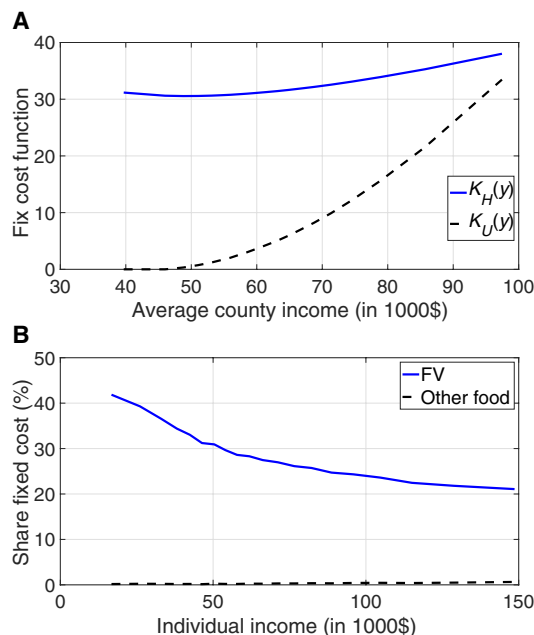 A
40
30
20
10
0
Fix cost function
K_H(y)
K_U(y)
30 40 50 60 70 80 90 100
Average county income (in 1000$)
B
50
40
30
20
10
0
Share fixed cost (%)
FV
Other food
0 50 100 150
Individual income (in 1000$)